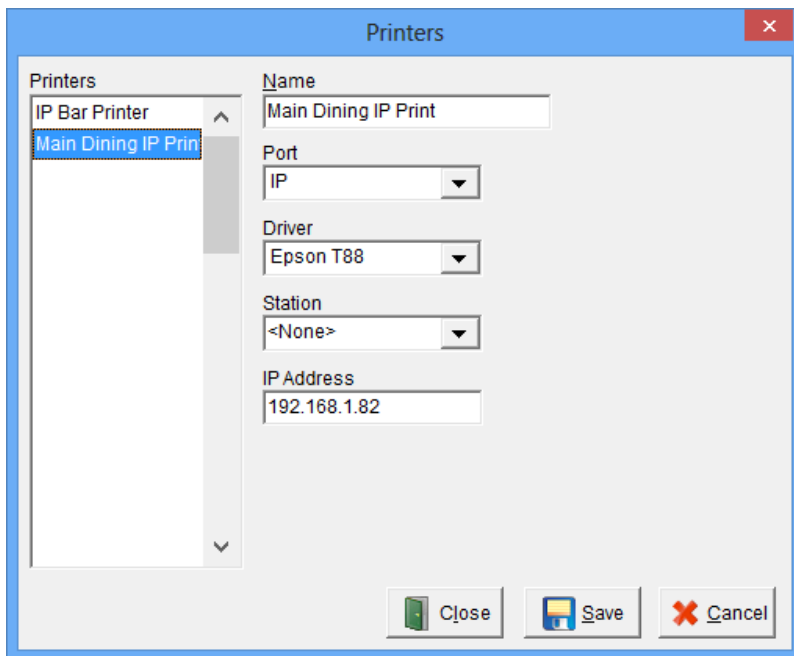 Printers
Printers
IP Bar Printer
Main Dining IP Prin
Name
Main Dining IP Print
Port
IP
Driver
Epson T88
Station
<None>
IP Address
192.168.1.82
Close
Save
Cancel